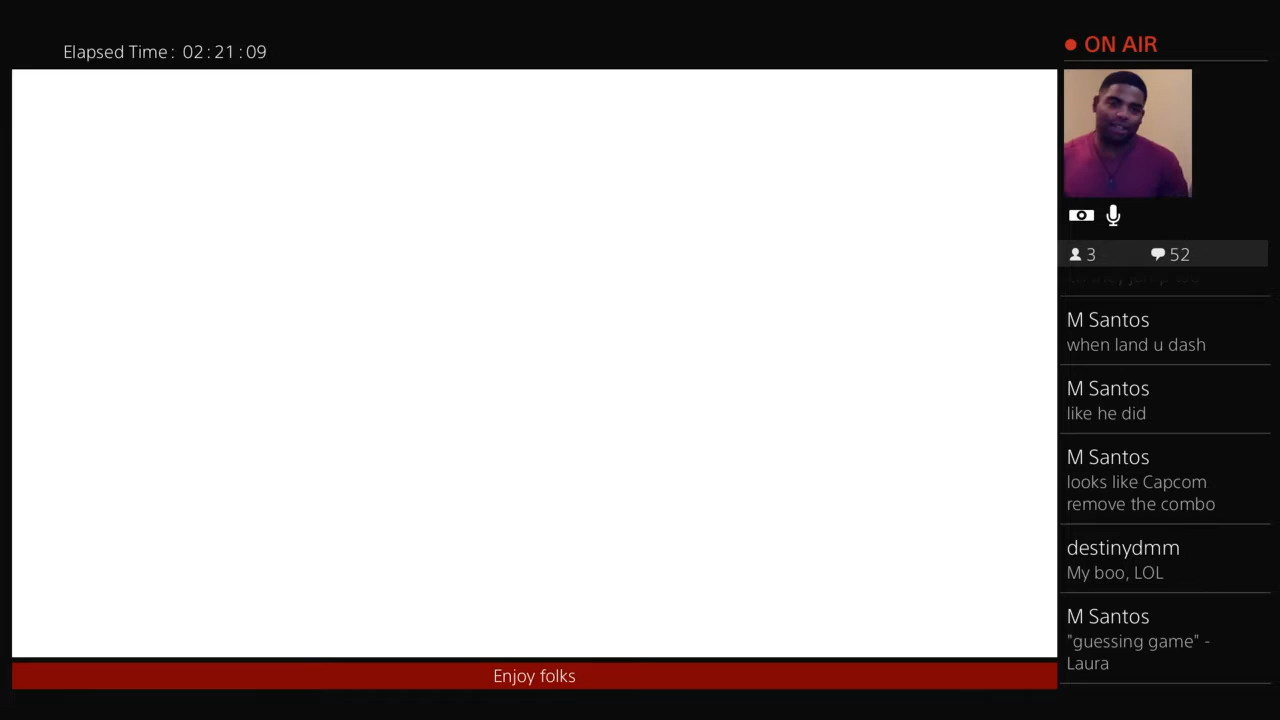 Elapsed Time: 02:21:09
ON AIR
3 52
M Santos
when land u dash
M Santos
like he did
M Santos
looks like Capcom
remove the combo
destinydmm
My boo, LOL
M Santos
"guessing game" -
Laura
Enjoy folks